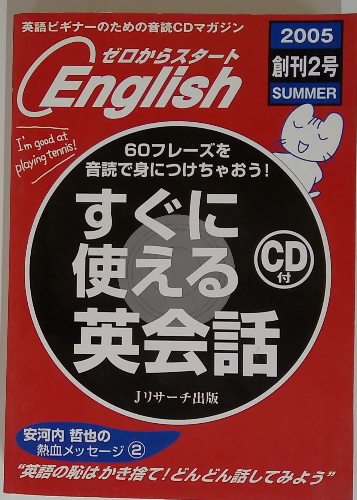 英語ビギナーのための音読CDマガジン
ゼロからスタート
English
2005
創刊2号
SUMMER
I'm good at
playing tennis!
60フレーズを
音読で身につけちゃおう!
すぐに
使える
英会話
CD
付
Jリサーチ出版
安河内 哲也の
熱血メッセージ②
“英語の恥はかき捨て!どんどん話してみよう”